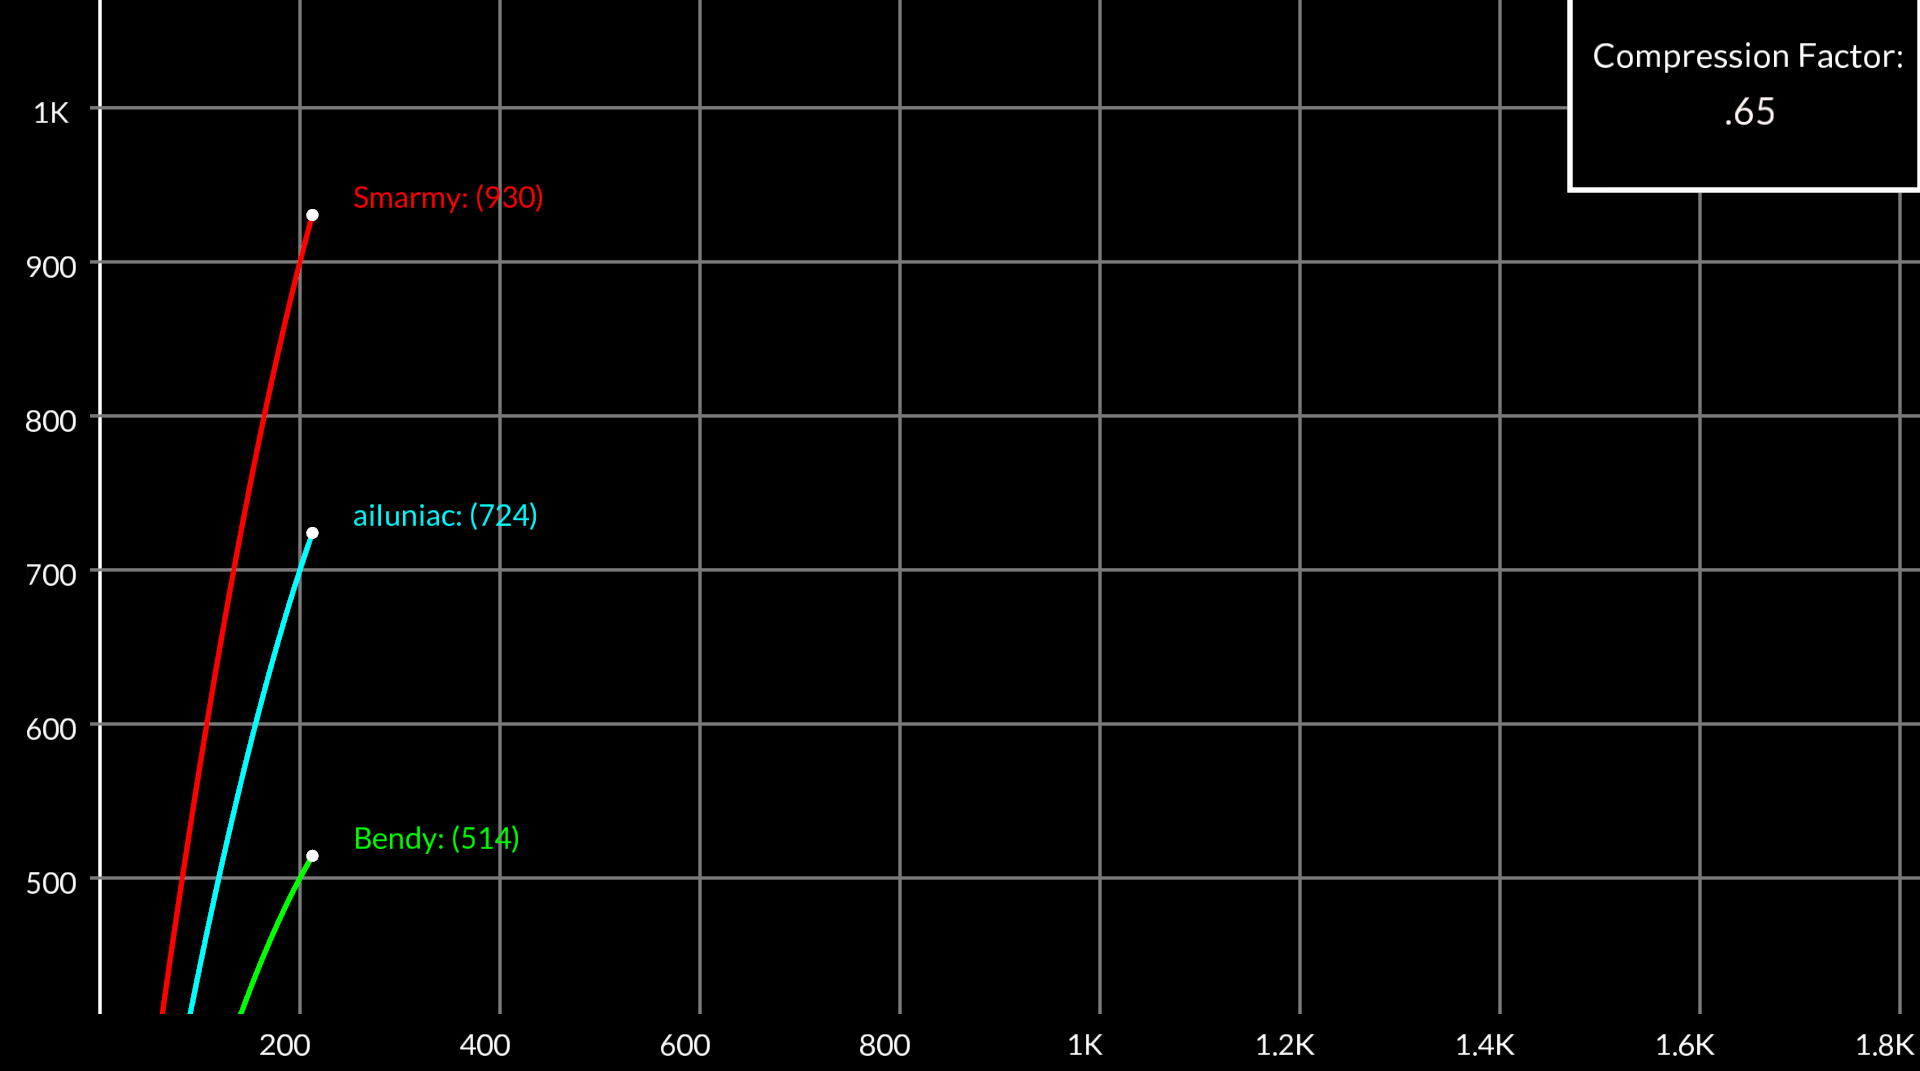 Compression Factor:
.65
1K
Smarmy: (930)
900
800
ailuniac: (724)
700
600
Bendy: (514)
500
200 400 600 800 1K 1.2K 1.4K 1.6K 1.8K